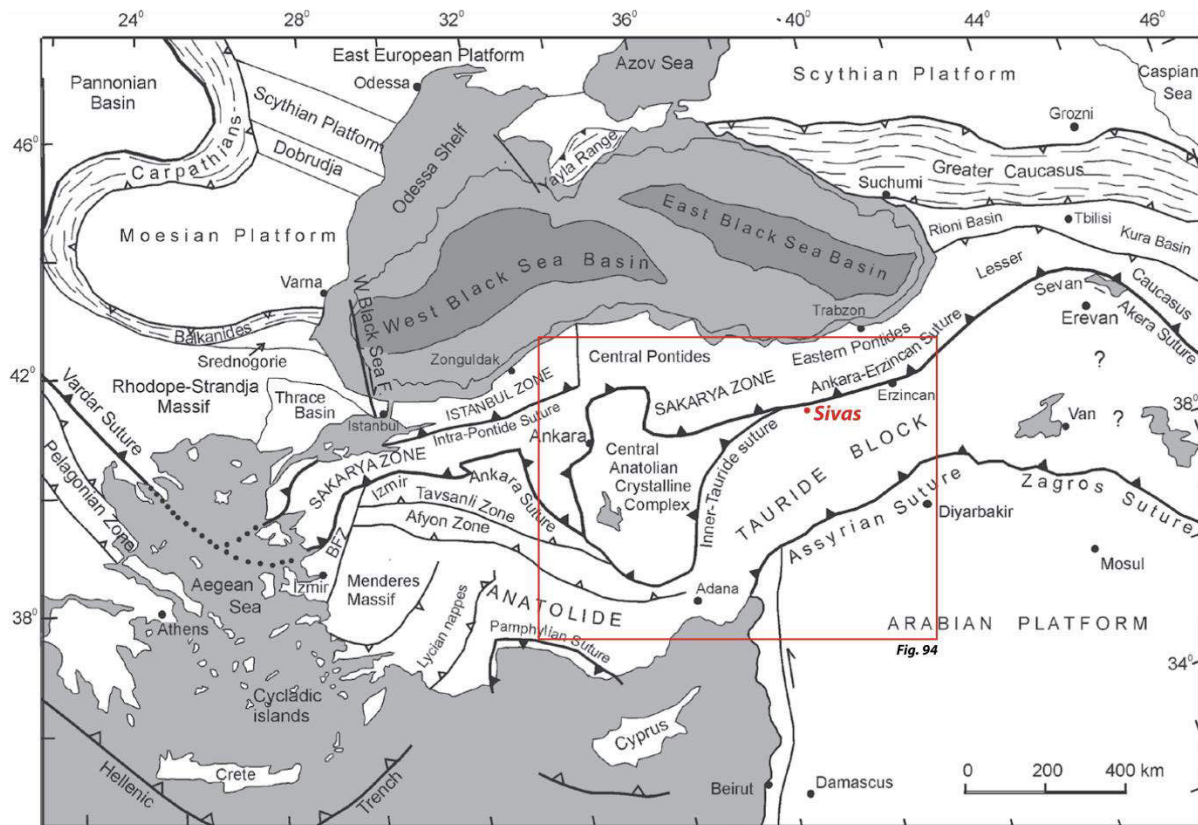 24° 28° 32° 36° 40° 44° 46°
East European Platform
Azov Sea
Scythian Platform
Caspian
Sea
Pannonian
Basin
Odessa
Scythian Platform
Grozni
46°
Dobrudja
Carpathians
Odessa Shelf
Yayla Range
Greater Caucasus
Suchumi
Moesian Platform
East Black Sea Basin
Rioni Basin
Tbilisi
Kura Basin
West Black Sea Basin
Lesser
Caucasus
Varna
W.Black Sea F.
Trabzon
Sevan
Akera Suture
Erevan
Balkanides
Srednogorie
Zonguldak
Central Pontides
Eastern Pontides
42°
Rhodope-Strandja
Massif
Thrace
Basin
ISTANBUL ZONE
SAKARYA ZONE
Ankara-Erzincan Suture
Erzincan
?
Vardar Suture
Istanbul
Intra-Pontide Suture
Sivas
38°
Van
?
Pelagonian Zone
SAKARYA ZONE
Ankara
Central
Anatolian
Crystalline
Complex
Inner-Tauride suture
TAURIDE BLOCK
Izmir
Ankara Suture
Tavsanli Zone
Afyon Zone
Assyrian Suture
Zagros Suture
Diyarbakir
BFZ
Mosul
Aegean
Sea
Izmir
Menderes
Massif
Adana
38°
Athens
ANATOLIDE
ARABIAN PLATFORM
Lycian nappes
Pamphylian Suture
Fig. 94
34°
Cycladic
islands
Cyprus
Crete
Hellenic
Trench
Beirut
Damascus
0 200 400 km